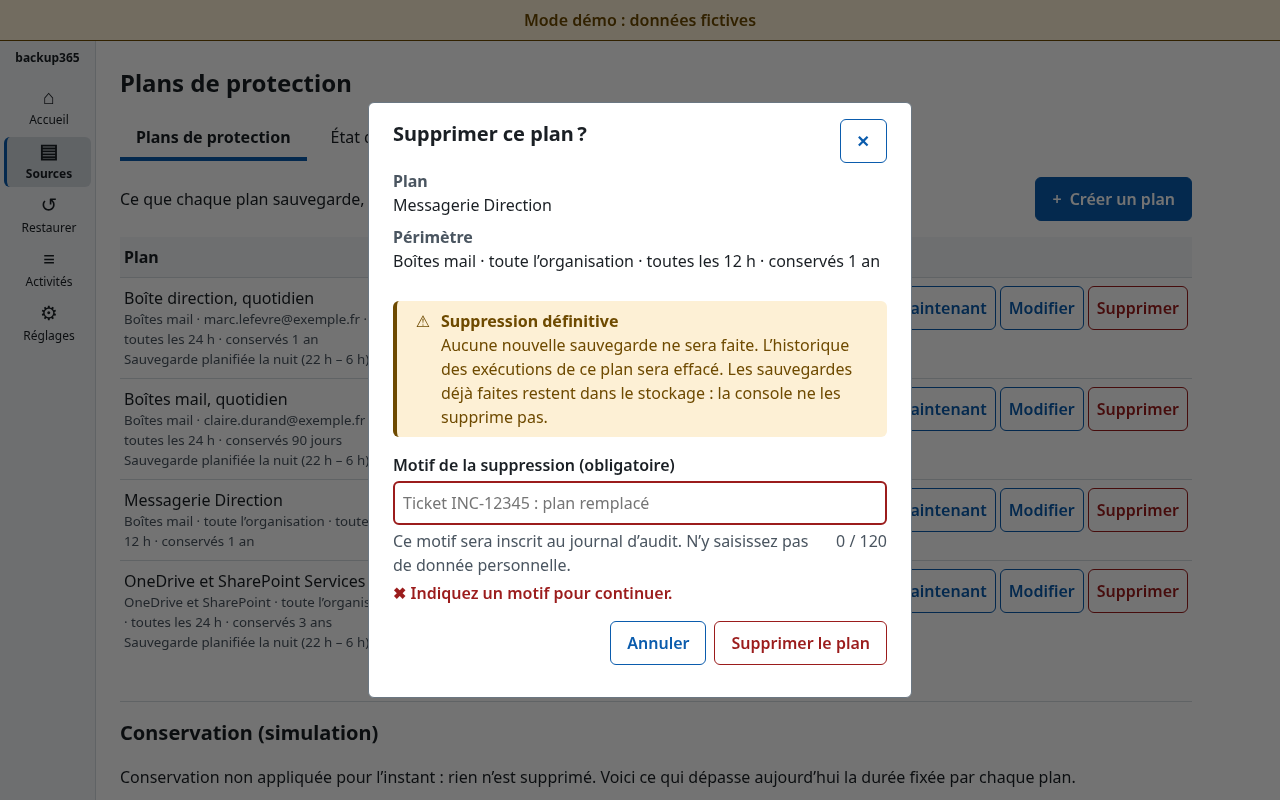 Mode démo : données fictives
backup365
Accueil
Sources
Restaurer
Activités
Réglages
Plans de protection
Plans de protection
État
Ce que chaque plan sauvegarde,
+ Créer un plan
Plan
Boîte direction, quotidien
Boîtes mail · marc.lefevre@exemple.fr ·
toutes les 24 h · conservés 1 an
Sauvegarde planifiée la nuit (22 h – 6 h)
Modifier
Supprimer
Boîtes mail, quotidien
Boîtes mail · claire.durand@exemple.fr
toutes les 24 h · conservés 90 jours
Sauvegarde planifiée la nuit (22 h – 6 h)
Modifier
Supprimer
Messagerie Direction
Boîtes mail · toute l’organisation · toute
12 h · conservés 1 an
Modifier
Supprimer
OneDrive et SharePoint Services
OneDrive et SharePoint · toute l’organis
· toutes les 24 h · conservés 3 ans
Sauvegarde planifiée la nuit (22 h – 6 h)
Modifier
Supprimer
Conservation (simulation)
Conservation non appliquée pour l’instant : rien n’est supprimé. Voici ce qui dépasse aujourd’hui la durée fixée par chaque plan.
Supprimer ce plan ?
×
Plan
Messagerie Direction
Périmètre
Boîtes mail · toute l’organisation · toutes les 12 h · conservés 1 an
⚠ Suppression définitive
Aucune nouvelle sauvegarde ne sera faite. L’historique
des exécutions de ce plan sera effacé. Les sauvegardes
déjà faites restent dans le stockage : la console ne les
supprime pas.
Motif de la suppression (obligatoire)
Ticket INC-12345 : plan remplacé
Ce motif sera inscrit au journal d’audit. N’y saisissez pas
de donnée personnelle.
0 / 120
✖ Indiquez un motif pour continuer.
Annuler
Supprimer le plan